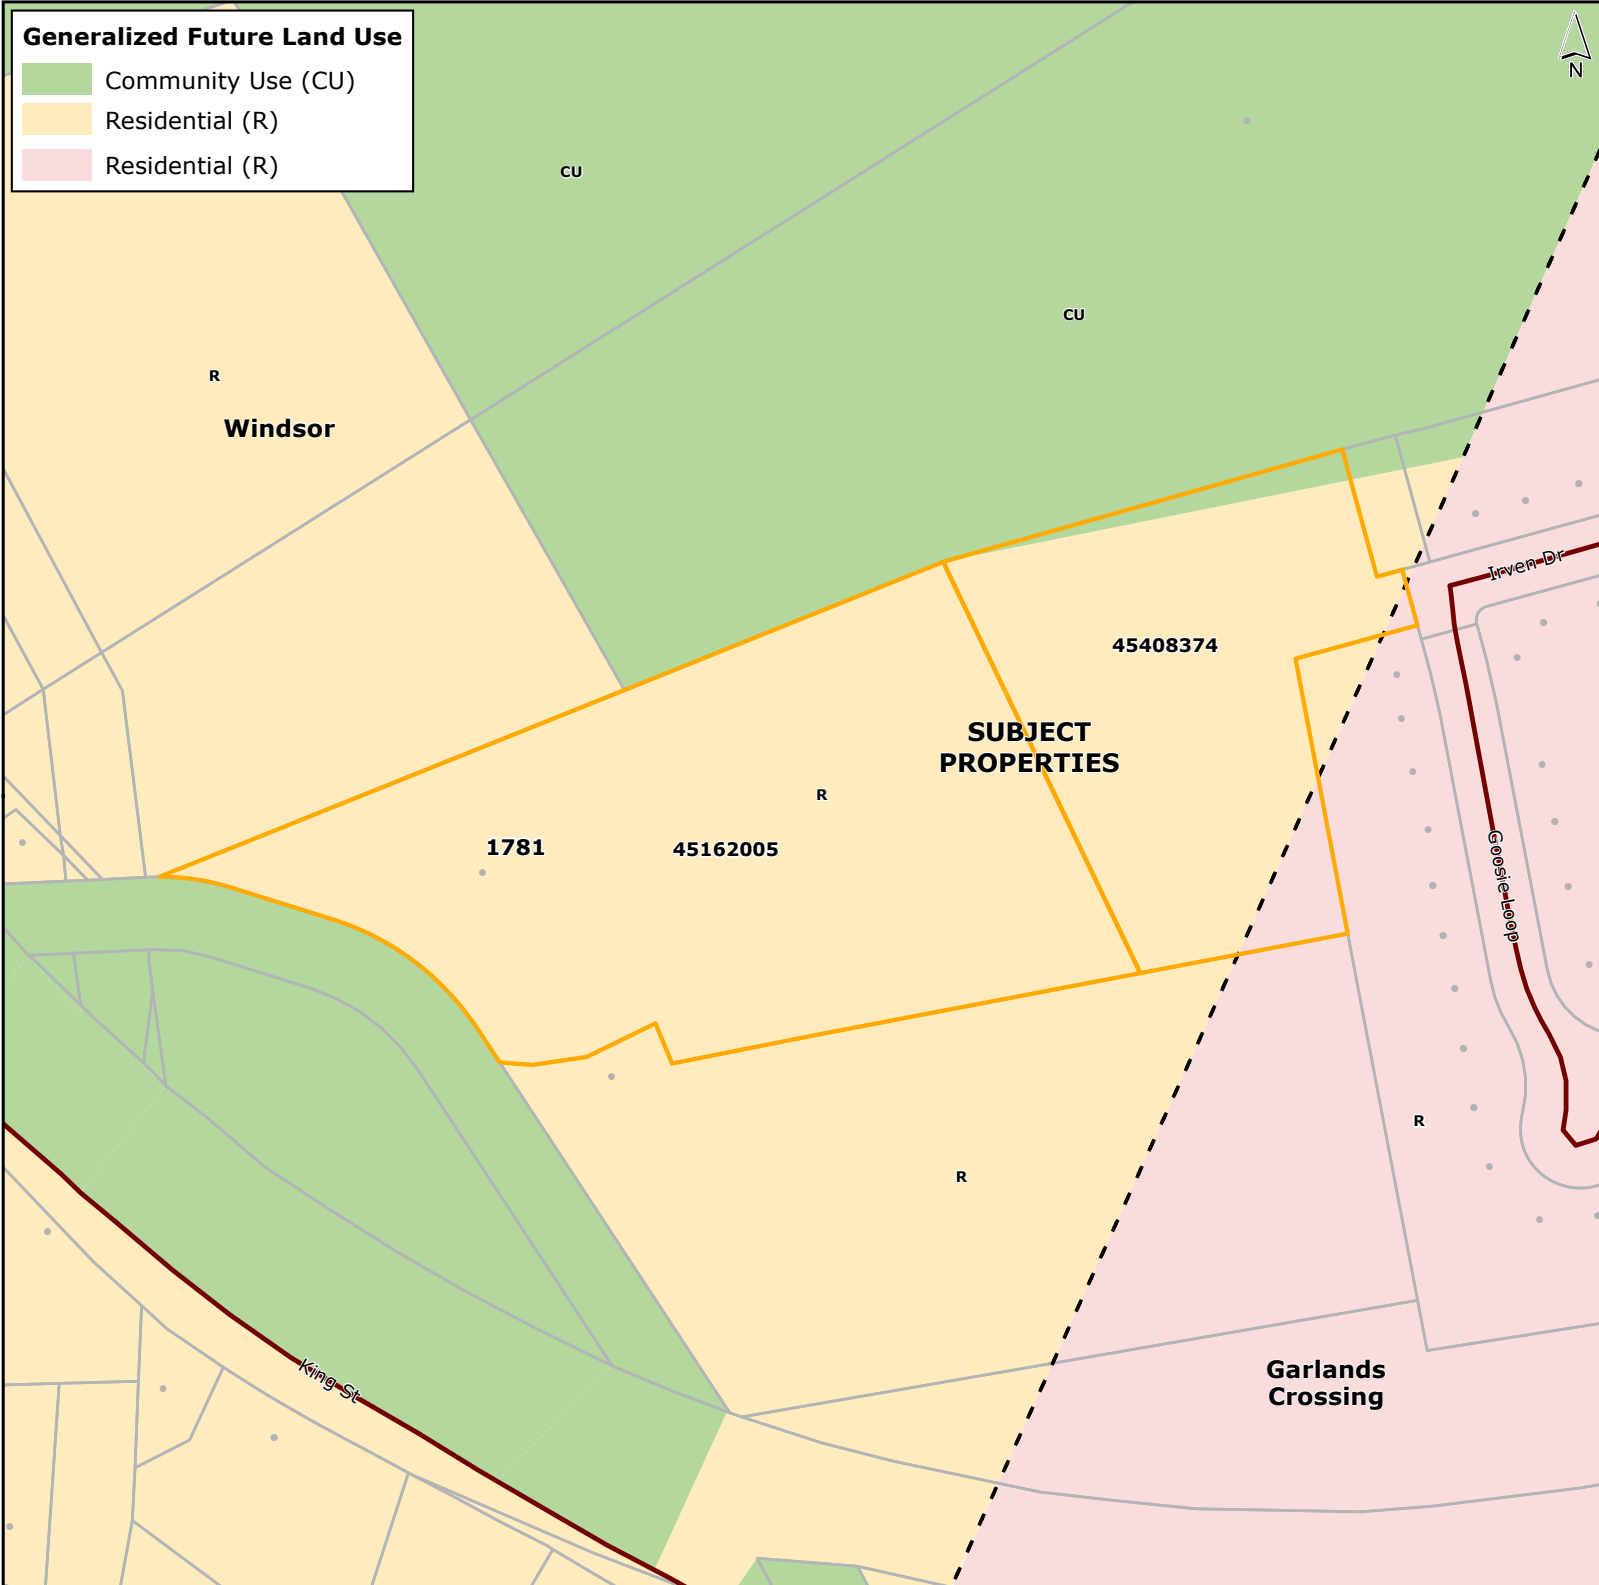 Generalized Future Land Use
Community Use (CU)
Residential (R)
Residential (R)
N
CU
CU
R
Windsor
Irven Dr
45408374
SUBJECT
PROPERTIES
R
1781
45162005
Goosie Loop
R
R
Garlands
Crossing
King St